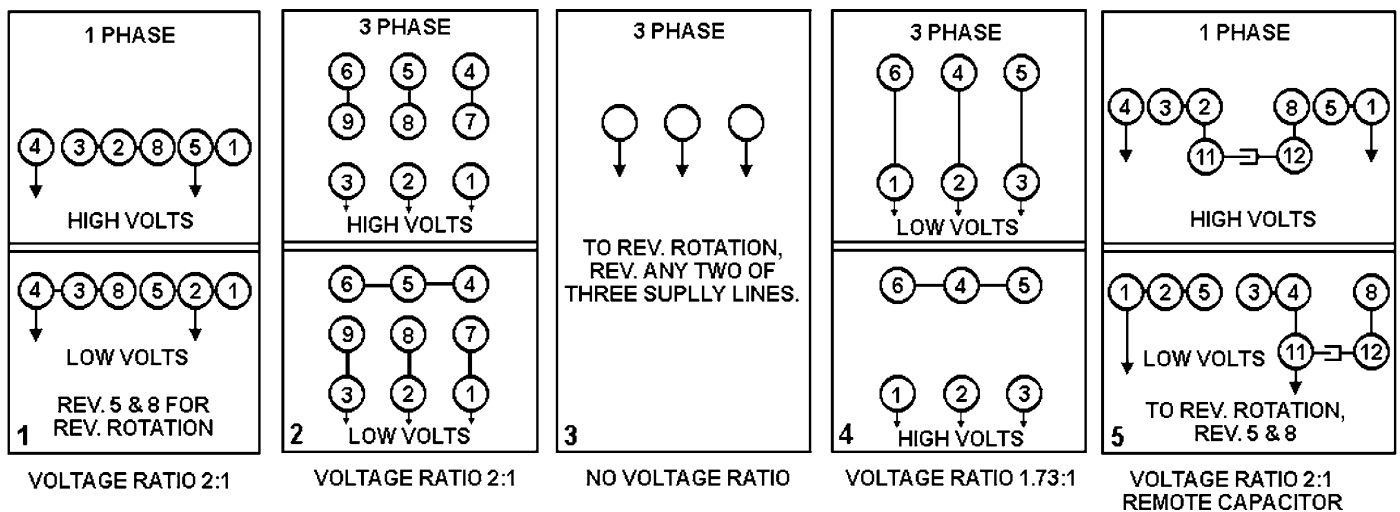 1 PHASE
4 3 2 8 5 1
HIGH VOLTS
4 3 8 5 2 1
LOW VOLTS
REV. 5 & 8 FOR
REV. ROTATION
1
VOLTAGE RATIO 2:1
3 PHASE
6 5 4
9 8 7
3 2 1
HIGH VOLTS
6 5 4
9 8 7
3 2 1
LOW VOLTS
2
VOLTAGE RATIO 2:1
3 PHASE
TO REV. ROTATION,
REV. ANY TWO OF
THREE SUPLLY LINES.
3
NO VOLTAGE RATIO
3 PHASE
6 4 5
1 2 3
LOW VOLTS
6 4 5
1 2 3
HIGH VOLTS
4
VOLTAGE RATIO 1.73:1
1 PHASE
4 3 2 8 5 1
11 12
HIGH VOLTS
1 2 5 3 4 8
LOW VOLTS 11 12
TO REV. ROTATION,
REV. 5 & 8
5
VOLTAGE RATIO 2:1
REMOTE CAPACITOR